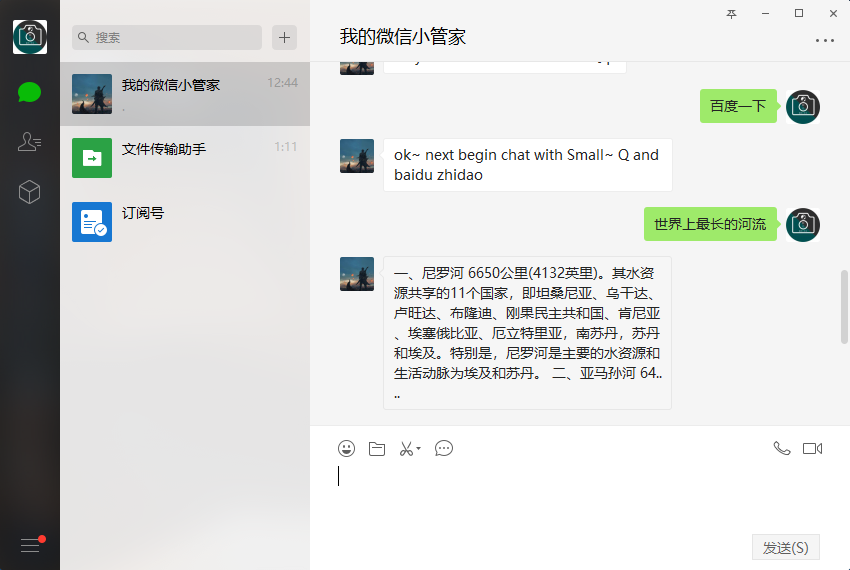 搜索
我的微信小管家
12:44
文件传输助手
1:11
订阅号
我的微信小管家
百度一下
ok~ next begin chat with Small~ Q and
baidu zhidao
世界上最长的河流
一、尼罗河 6650公里(4132英里)。其水资
源共享的11个国家，即坦桑尼亚、乌干达、
卢旺达、布隆迪、刚果民主共和国、肯尼亚
、埃塞俄比亚、厄立特里亚，南苏丹，苏丹
和埃及。特别是，尼罗河是主要的水资源和
生活动脉为埃及和苏丹。 二、亚马孙河 64..
..
发送(S)